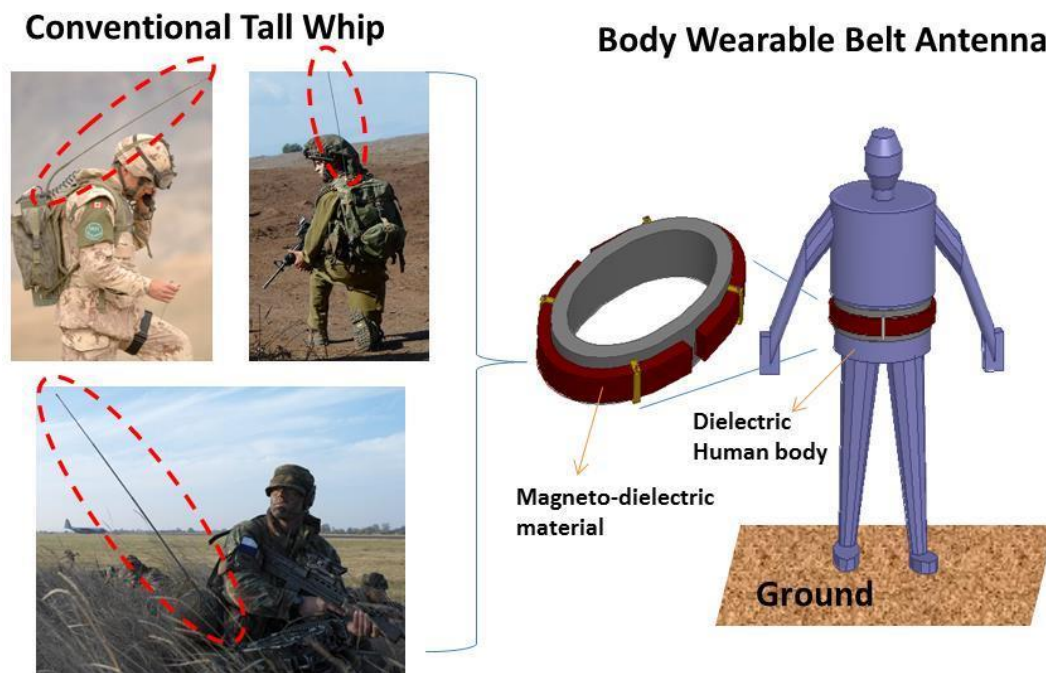 Conventional Tall Whip
Body Wearable Belt Antenna
Dielectric
Human body
Magneto-dielectric
material
Ground